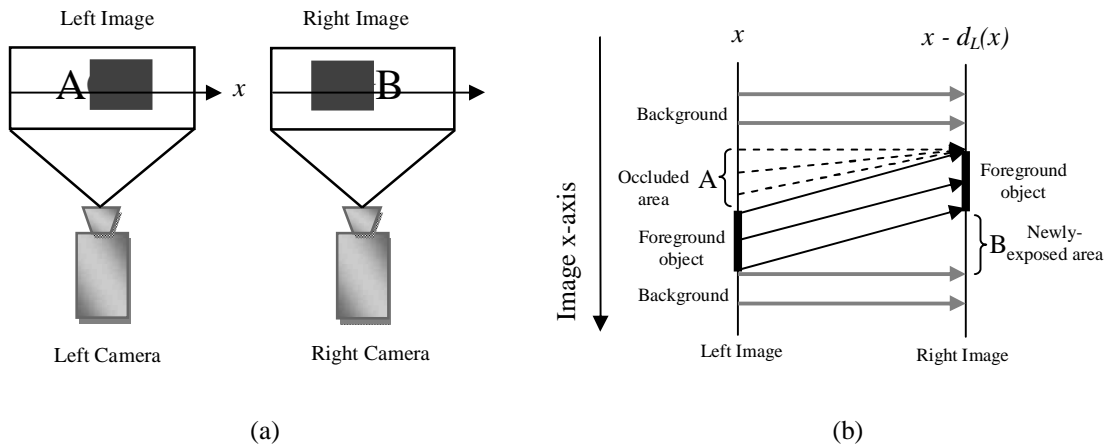 Left Image
Right Image
A
x
B
Left Camera
Right Camera
(a)
x
x - d_L(x)
Image x-axis
Background
Occluded
area
A
Foreground
object
Foreground
object
B
Newly-
exposed area
Background
Left Image
Right Image
(b)